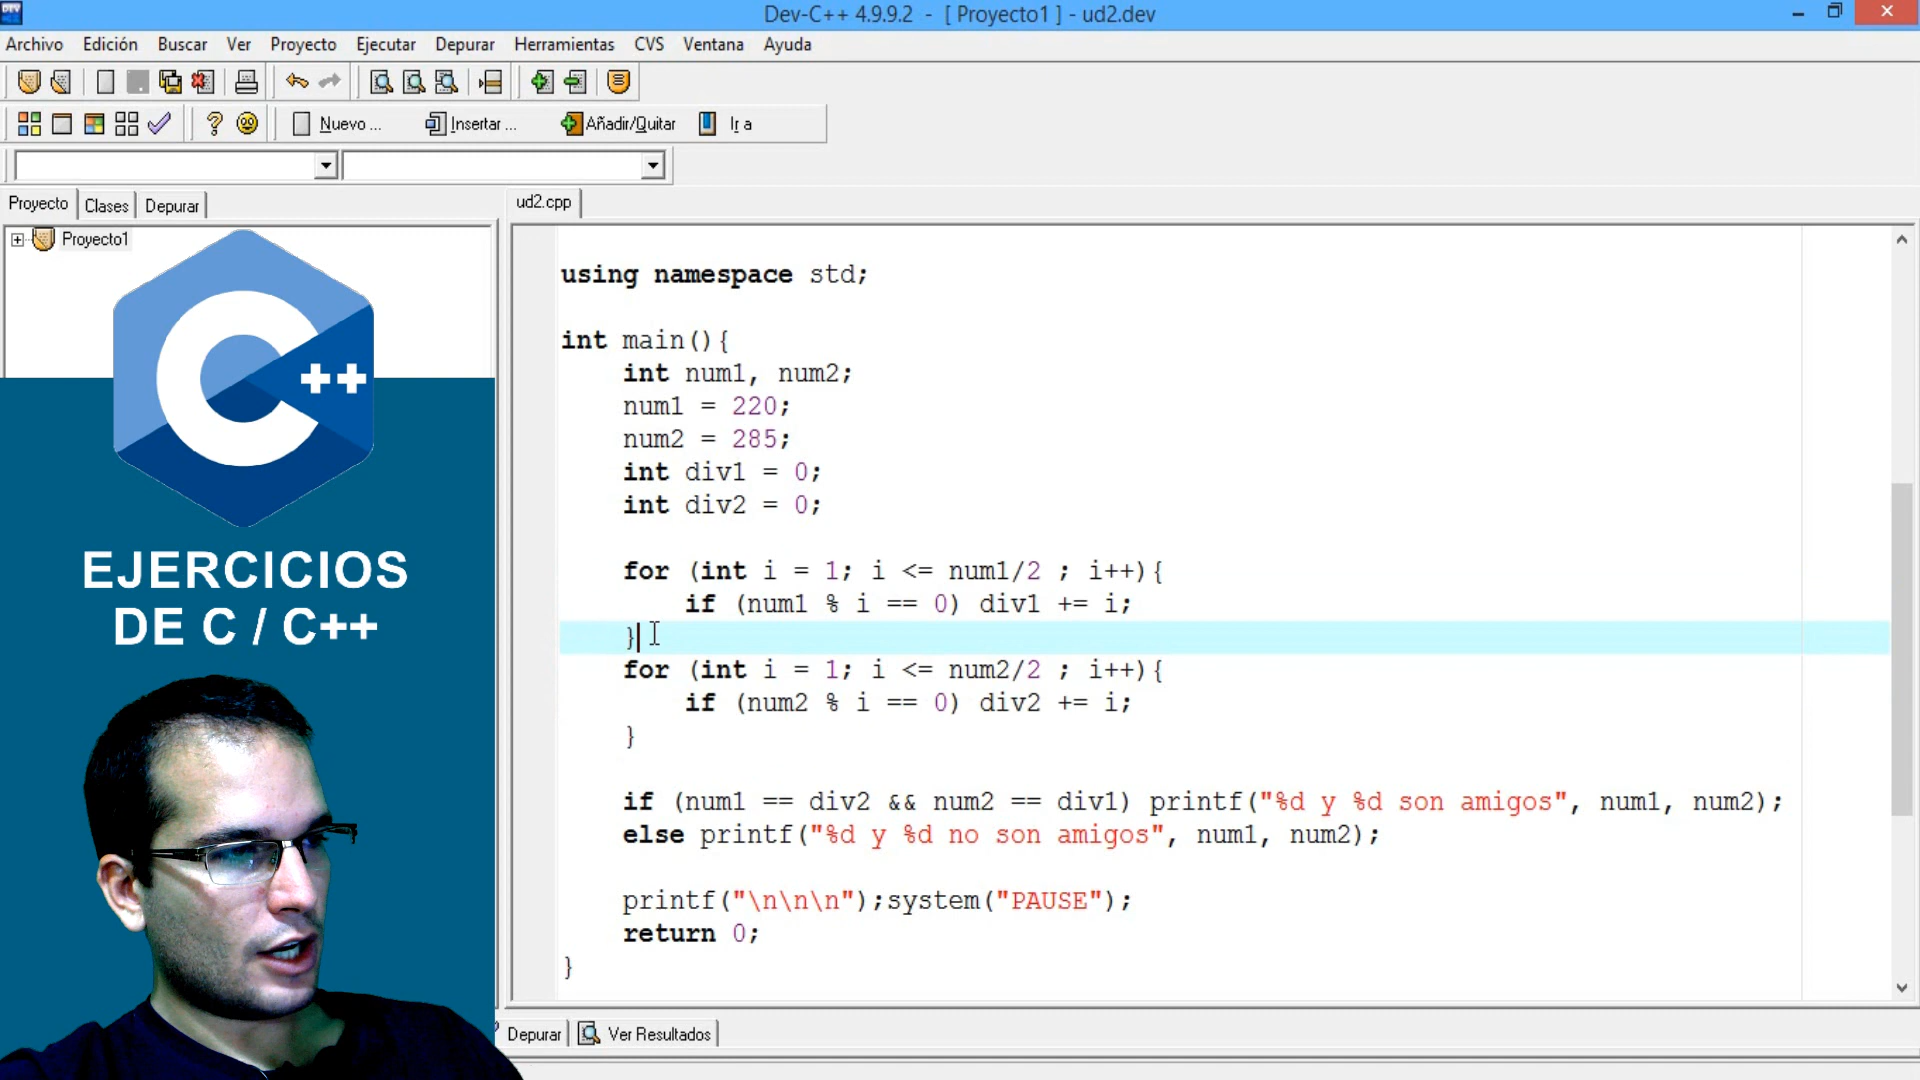 Dev-C++ 4.9.9.2 - [ Proyecto1 ] - ud2.dev
Archivo Edición Buscar Ver Proyecto Ejecutar Depurar Herramientas CVS Ventana Ayuda
Nuevo ... Insertar ... Añadir/Quitar Ir a
Proyecto Clases Depurar
ud2.cpp
Proyecto1
C++
EJERCICIOS
DE C / C++
using namespace std;
int main(){
int num1, num2;
num1 = 220;
num2 = 285;
int div1 = 0;
int div2 = 0;
for (int i = 1; i <= num1/2 ; i++){
if (num1 % i == 0) div1 += i;
}
for (int i = 1; i <= num2/2 ; i++){
if (num2 % i == 0) div2 += i;
}
if (num1 == div2 && num2 == div1) printf("%d y %d son amigos", num1, num2);
else printf("%d y %d no son amigos", num1, num2);
printf("\n\n\n");system("PAUSE");
return 0;
}
Depurar Ver Resultados